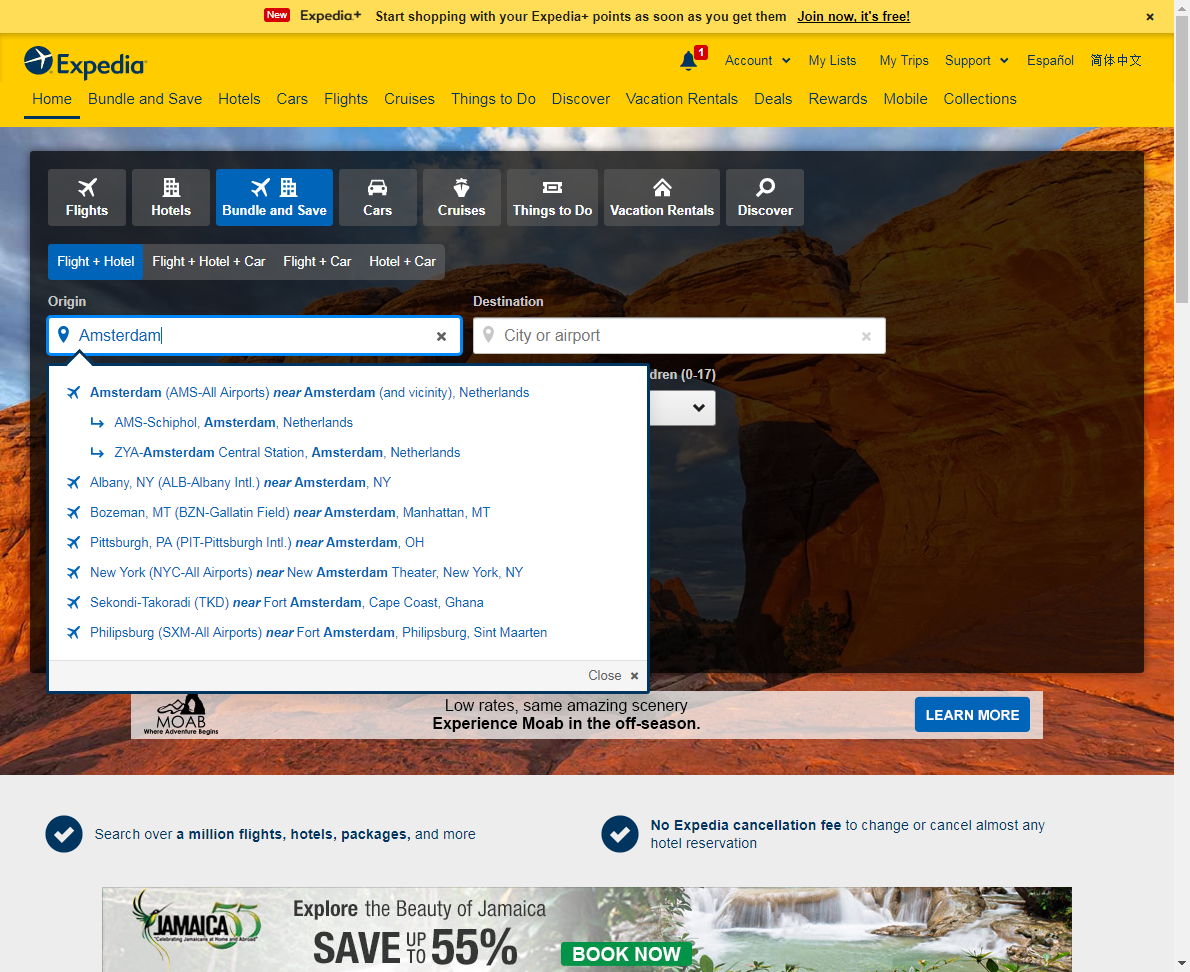 New Expedia+ Start shopping with your Expedia+ points as soon as you get them Join now, it's free! ×
Expedia
1 Account My Lists My Trips Support Español 简体中文
Home Bundle and Save Hotels Cars Flights Cruises Things to Do Discover Vacation Rentals Deals Rewards Mobile Collections
Flights Hotels Bundle and Save Cars Cruises Things to Do Vacation Rentals Discover
Flight + Hotel Flight + Hotel + Car Flight + Car Hotel + Car
Origin Destination
Amsterdam × City or airport ×
dren (0-17)
Amsterdam (AMS-All Airports) near Amsterdam (and vicinity), Netherlands
AMS-Schiphol, Amsterdam, Netherlands
ZYA-Amsterdam Central Station, Amsterdam, Netherlands
Albany, NY (ALB-Albany Intl.) near Amsterdam, NY
Bozeman, MT (BZN-Gallatin Field) near Amsterdam, Manhattan, MT
Pittsburgh, PA (PIT-Pittsburgh Intl.) near Amsterdam, OH
New York (NYC-All Airports) near New Amsterdam Theater, New York, NY
Sekondi-Takoradi (TKD) near Fort Amsterdam, Cape Coast, Ghana
Philipsburg (SXM-All Airports) near Fort Amsterdam, Philipsburg, Sint Maarten
Close ×
MOAB
Where Adventure Begins
Low rates, same amazing scenery
Experience Moab in the off-season.
LEARN MORE
Search over a million flights, hotels, packages, and more
No Expedia cancellation fee to change or cancel almost any
hotel reservation
JAMAICA 55
"Celebrating Jamaicans at Home and Abroad"
Explore the Beauty of Jamaica
SAVE UP TO 55%
BOOK NOW